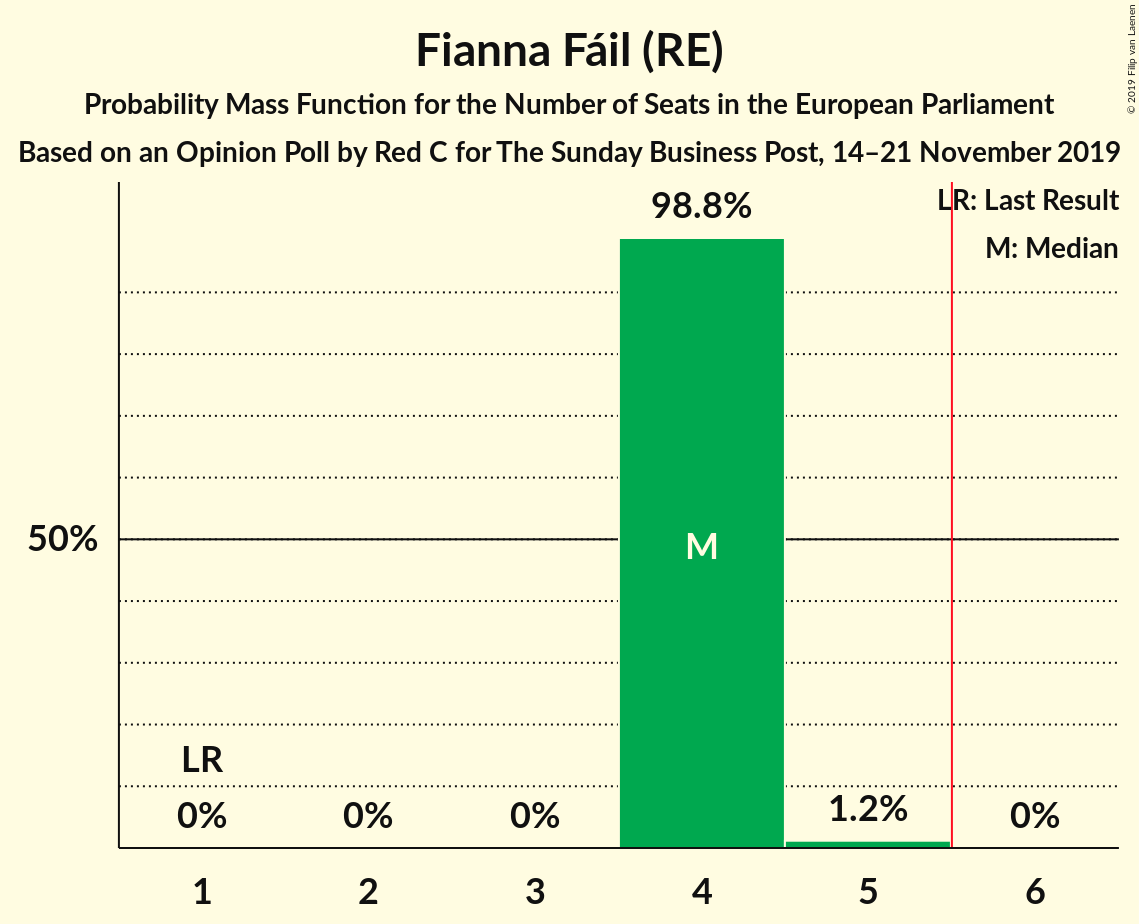 Fianna Fáil (RE)
Probability Mass Function for the Number of Seats in the European Parliament
Based on an Opinion Poll by Red C for The Sunday Business Post, 14–21 November 2019
© 2019 Filip van Laenen
LR: Last Result
M: Median
98.8%
50%
M
LR
0%
0%
0%
1.2%
0%
1
2
3
4
5
6